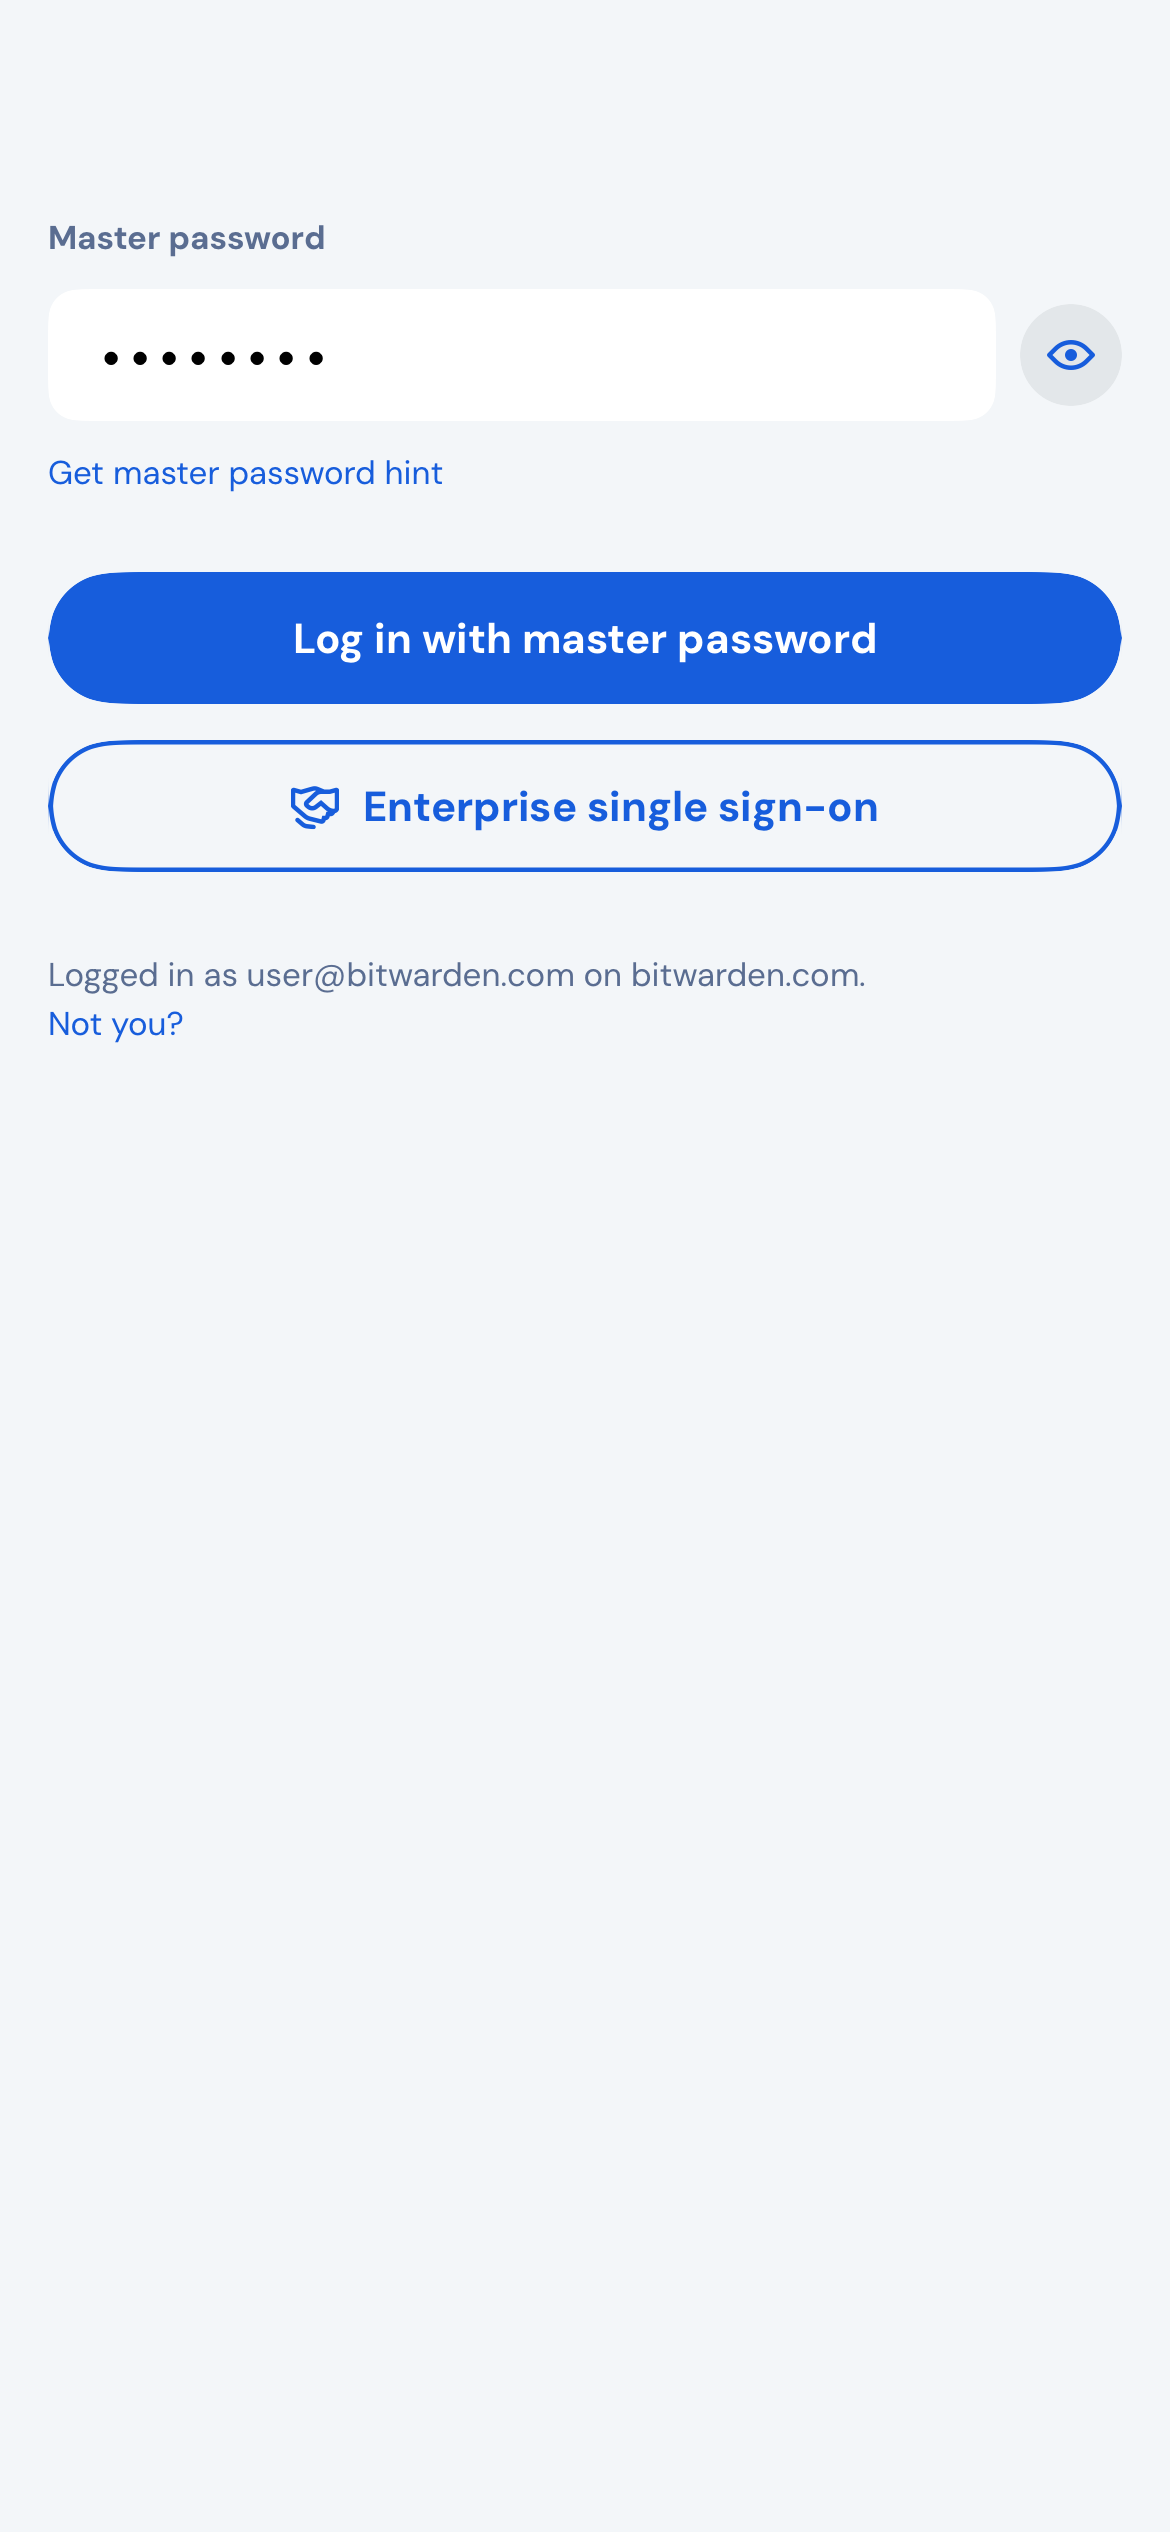 Master password
••••••••
Get master password hint
Log in with master password
Enterprise single sign-on
Logged in as user@bitwarden.com on bitwarden.com.
Not you?